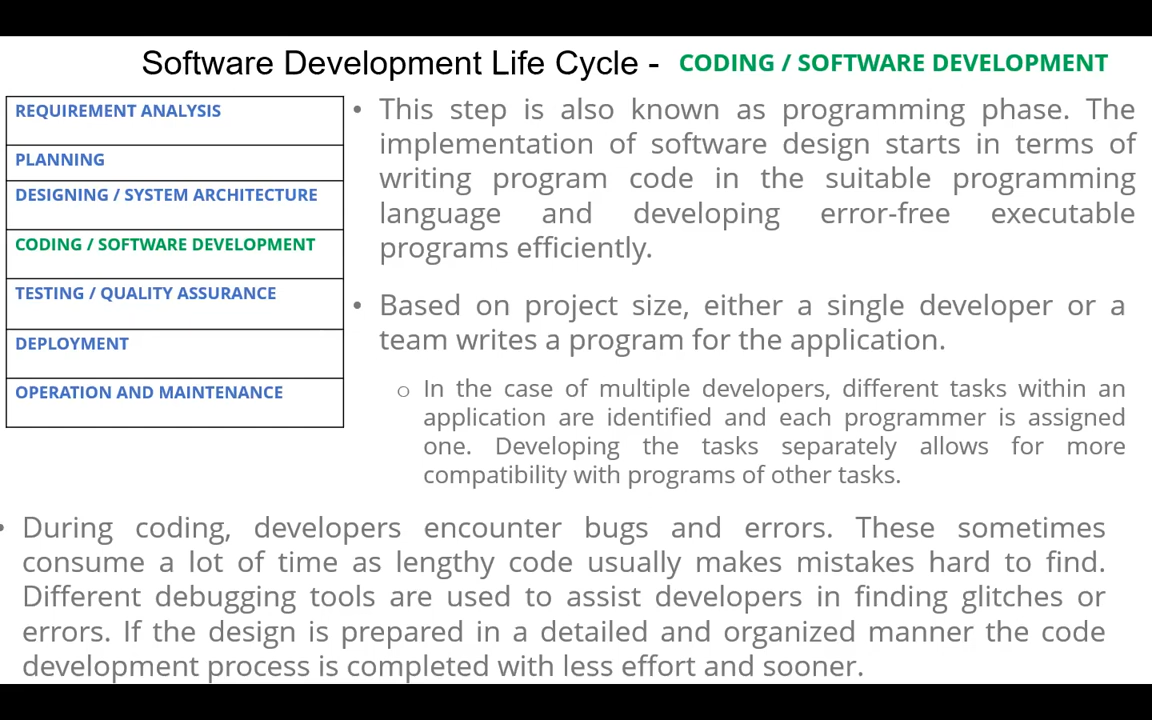 Software Development Life Cycle - CODING / SOFTWARE DEVELOPMENT
REQUIREMENT ANALYSIS
PLANNING
DESIGNING / SYSTEM ARCHITECTURE
CODING / SOFTWARE DEVELOPMENT
TESTING / QUALITY ASSURANCE
DEPLOYMENT
OPERATION AND MAINTENANCE
• This step is also known as programming phase. The
implementation of software design starts in terms of
writing program code in the suitable programming
language and developing error-free executable
programs efficiently.
• Based on project size, either a single developer or a
team writes a program for the application.
○ In the case of multiple developers, different tasks within an
application are identified and each programmer is assigned
one. Developing the tasks separately allows for more
compatibility with programs of other tasks.
• During coding, developers encounter bugs and errors. These sometimes
consume a lot of time as lengthy code usually makes mistakes hard to find.
Different debugging tools are used to assist developers in finding glitches or
errors. If the design is prepared in a detailed and organized manner the code
development process is completed with less effort and sooner.